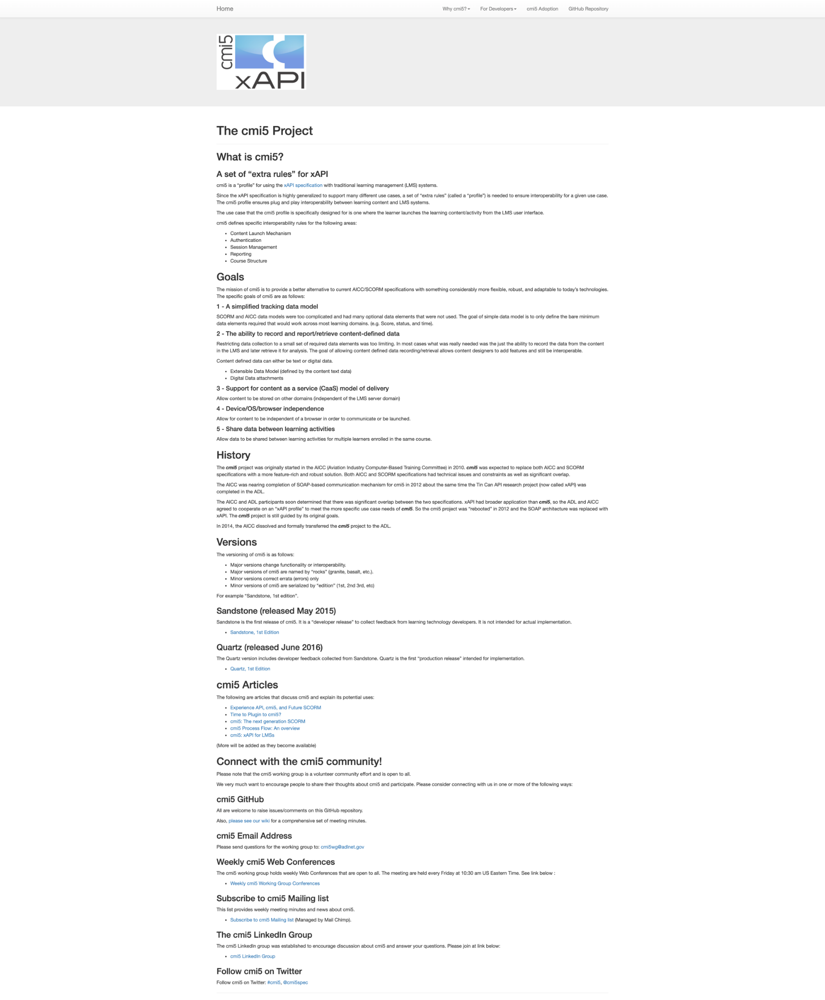 Home
Why cmi5?
For Developers
cmi5 Adoption
GitHub Repository
cmi5
xAPI
The cmi5 Project
What is cmi5?
A set of “extra rules” for xAPI
cmi5 is a “profile” for using the xAPI specification with traditional learning management (LMS) systems.
Since the xAPI specification is highly generalized to support many different use cases, a set of “extra rules” (called a “profile”) is needed to ensure interoperability for a given use case.
The cmi5 profile ensures plug and play interoperability between learning content and LMS systems.
The use case that the cmi5 profile is specifically designed for is one where the learner launches the learning content/activity from the LMS user interface.
cmi5 defines specific interoperability rules for the following areas:
• Content Launch Mechanism
• Authentication
• Session Management
• Reporting
• Course Structure
Goals
The mission of cmi5 is to provide a better alternative to current AICC/SCORM specifications with something considerably more flexible, robust, and adaptable to today’s technologies.
The specific goals of cmi5 are as follows:
1 - A simplified tracking data model
SCORM and AICC data models were too complicated and had many optional data elements that were not used. The goal of simple data model is to only define the bare minimum
data elements required that would work across most learning domains. (e.g. Score, status, and time).
2 - The ability to record and report/retrieve content-defined data
Restricting data collection to a small set of required data elements was too limiting. In most cases what was really needed was the just the ability to record the data from the content
in the LMS and later retrieve it for analysis. The goal of allowing content defined data recording/retrieval allows content designers to add features and still be interoperable.
Content defined data can either be text or digital data.
• Extensible Data Model (defined by the content text data)
• Digital Data attachments
3 - Support for content as a service (CaaS) model of delivery
Allow content to be stored on other domains (independent of the LMS server domain)
4 - Device/OS/browser independence
Allow for content to be independent of a browser in order to communicate or be launched.
5 - Share data between learning activities
Allow data to be shared between learning activities for multiple learners enrolled in the same course.
History
The cmi5 project was originally started in the AICC (Aviation Industry Computer-Based Training Committee) in 2010. cmi5 was expected to replace both AICC and SCORM
specifications with a more feature-rich and robust solution. Both AICC and SCORM specifications had technical issues and constraints as well as significant overlap.
The AICC was nearing completion of SOAP-based communication mechanism for cmi5 in 2012 about the same time the Tin Can API research project (now called xAPI) was
completed in the ADL.
The AICC and ADL participants soon determined that there was significant overlap between the two specifications. xAPI had broader application than cmi5, so the ADL and AICC
agreed to cooperate on an “xAPI profile” to meet the more specific use case needs of cmi5. So the cmi5 project was “rebooted” in 2012 and the SOAP architecture was replaced with
xAPI. The cmi5 project is still guided by its original goals.
In 2014, the AICC dissolved and formally transferred the cmi5 project to the ADL.
Versions
The versioning of cmi5 is as follows:
• Major versions change functionality or interoperability.
• Major versions of cmi5 are named by “rocks” (granite, basalt, etc.).
• Minor versions correct errata (errors) only
• Minor versions of cmi5 are serialized by “edition” (1st, 2nd 3rd, etc)
For example “Sandstone, 1st edition”.
Sandstone (released May 2015)
Sandstone is the first release of cmi5. It is a “developer release” to collect feedback from learning technology developers. It is not intended for actual implementation.
• Sandstone, 1st Edition
Quartz (released June 2016)
The Quartz version includes developer feedback collected from Sandstone. Quartz is the first “production release” intended for implementation.
• Quartz, 1st Edition
cmi5 Articles
The following are articles that discuss cmi5 and explain its potential uses:
• Experience API, cmi5, and Future SCORM
• Time to Plugin to cmi5?
• cmi5: The next generation SCORM
• cmi5 Process Flow: An overview
• cmi5: xAPI for LMSs
(More will be added as they become available)
Connect with the cmi5 community!
Please note that the cmi5 working group is a volunteer community effort and is open to all.
We very much want to encourage people to share their thoughts about cmi5 and participate. Please consider connecting with us in one or more of the following ways:
cmi5 GitHub
All are welcome to raise issues/comments on this GitHub repository.
Also, please see our wiki for a comprehensive set of meeting minutes.
cmi5 Email Address
Please send questions for the working group to: cmi5wg@adlnet.gov
Weekly cmi5 Web Conferences
The cmi5 working group holds weekly Web Conferences that are open to all. The meeting are held every Friday at 10:30 am US Eastern Time. See link below :
• Weekly cmi5 Working Group Conferences
Subscribe to cmi5 Mailing list
This list provides weekly meeting minutes and news about cmi5.
• Subscribe to cmi5 Mailing list (Managed by Mail Chimp).
The cmi5 LinkedIn Group
The cmi5 LinkedIn group was established to encourage discussion about cmi5 and answer your questions. Please join at link below:
• cmi5 LinkedIn Group
Follow cmi5 on Twitter
Follow cmi5 on Twitter: #cmi5, @cmi5spec